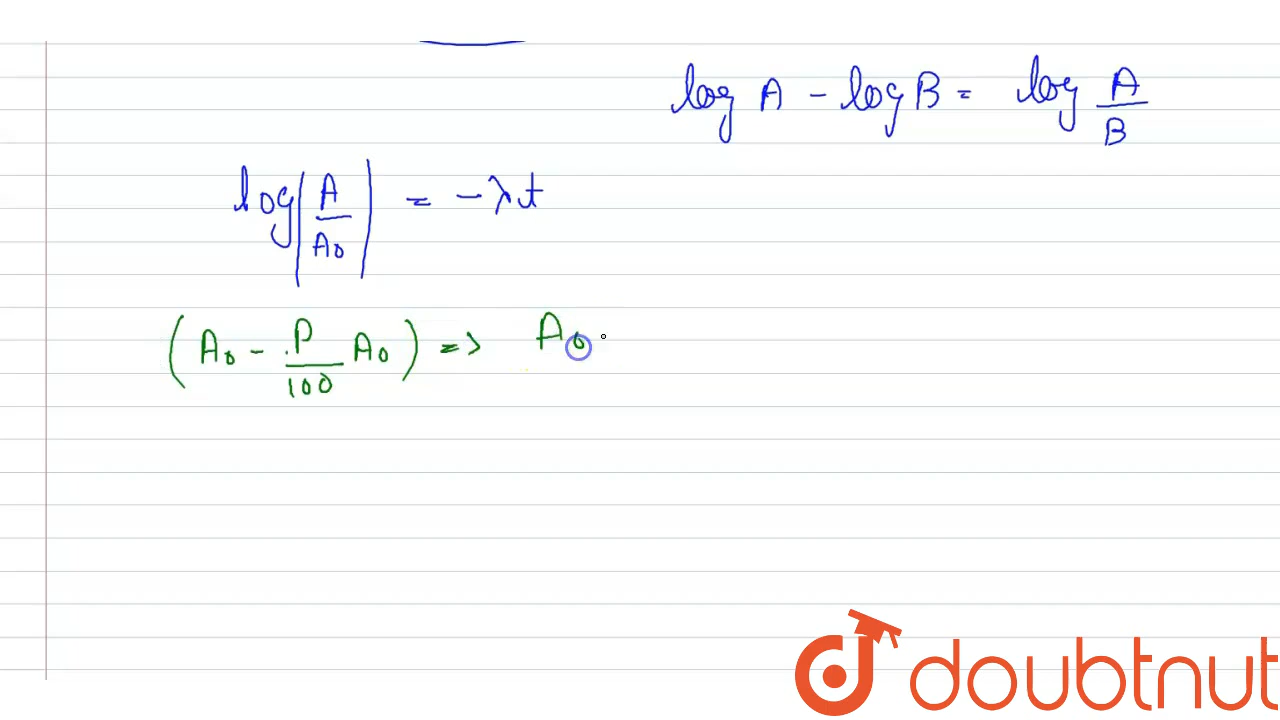 log A - log B = log A/B
log |A/A₀| = -λt
(A₀ - P/100 A₀) => A₀
doubtnut